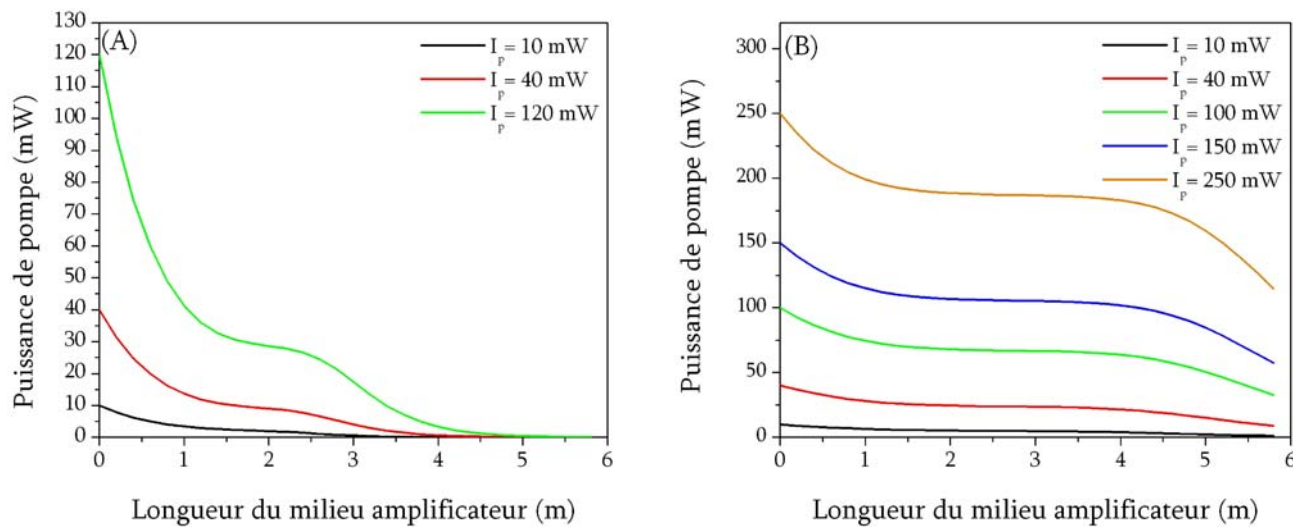 (A)
I_p = 10 mW
I_p = 40 mW
I_p = 120 mW
Puissance de pompe (mW)
130
120
110
100
90
80
70
60
50
40
30
20
10
0
0 1 2 3 4 5 6
Longueur du milieu amplificateur (m)
(B)
I_p = 10 mW
I_p = 40 mW
I_p = 100 mW
I_p = 150 mW
I_p = 250 mW
Puissance de pompe (mW)
300
250
200
150
100
50
0
0 1 2 3 4 5 6
Longueur du milieu amplificateur (m)